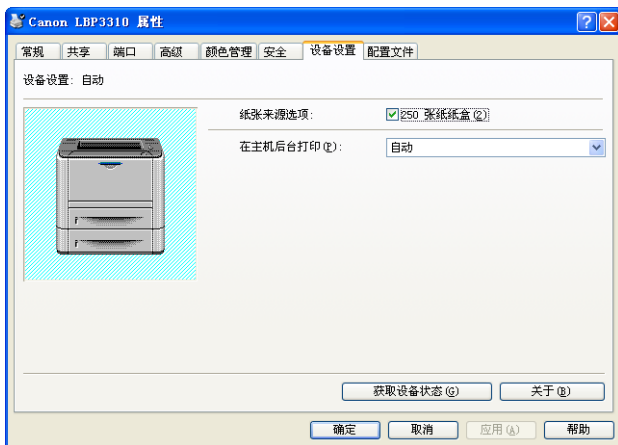 Canon LBP3310 属性
常规 共享 端口 高级 颜色管理 安全 设备设置 配置文件
设备设置: 自动
纸张来源选项: 250 张纸纸盒(2)
在主机后台打印(P): 自动
获取设备状态(G) 关于(B)
确定 取消 应用(A) 帮助